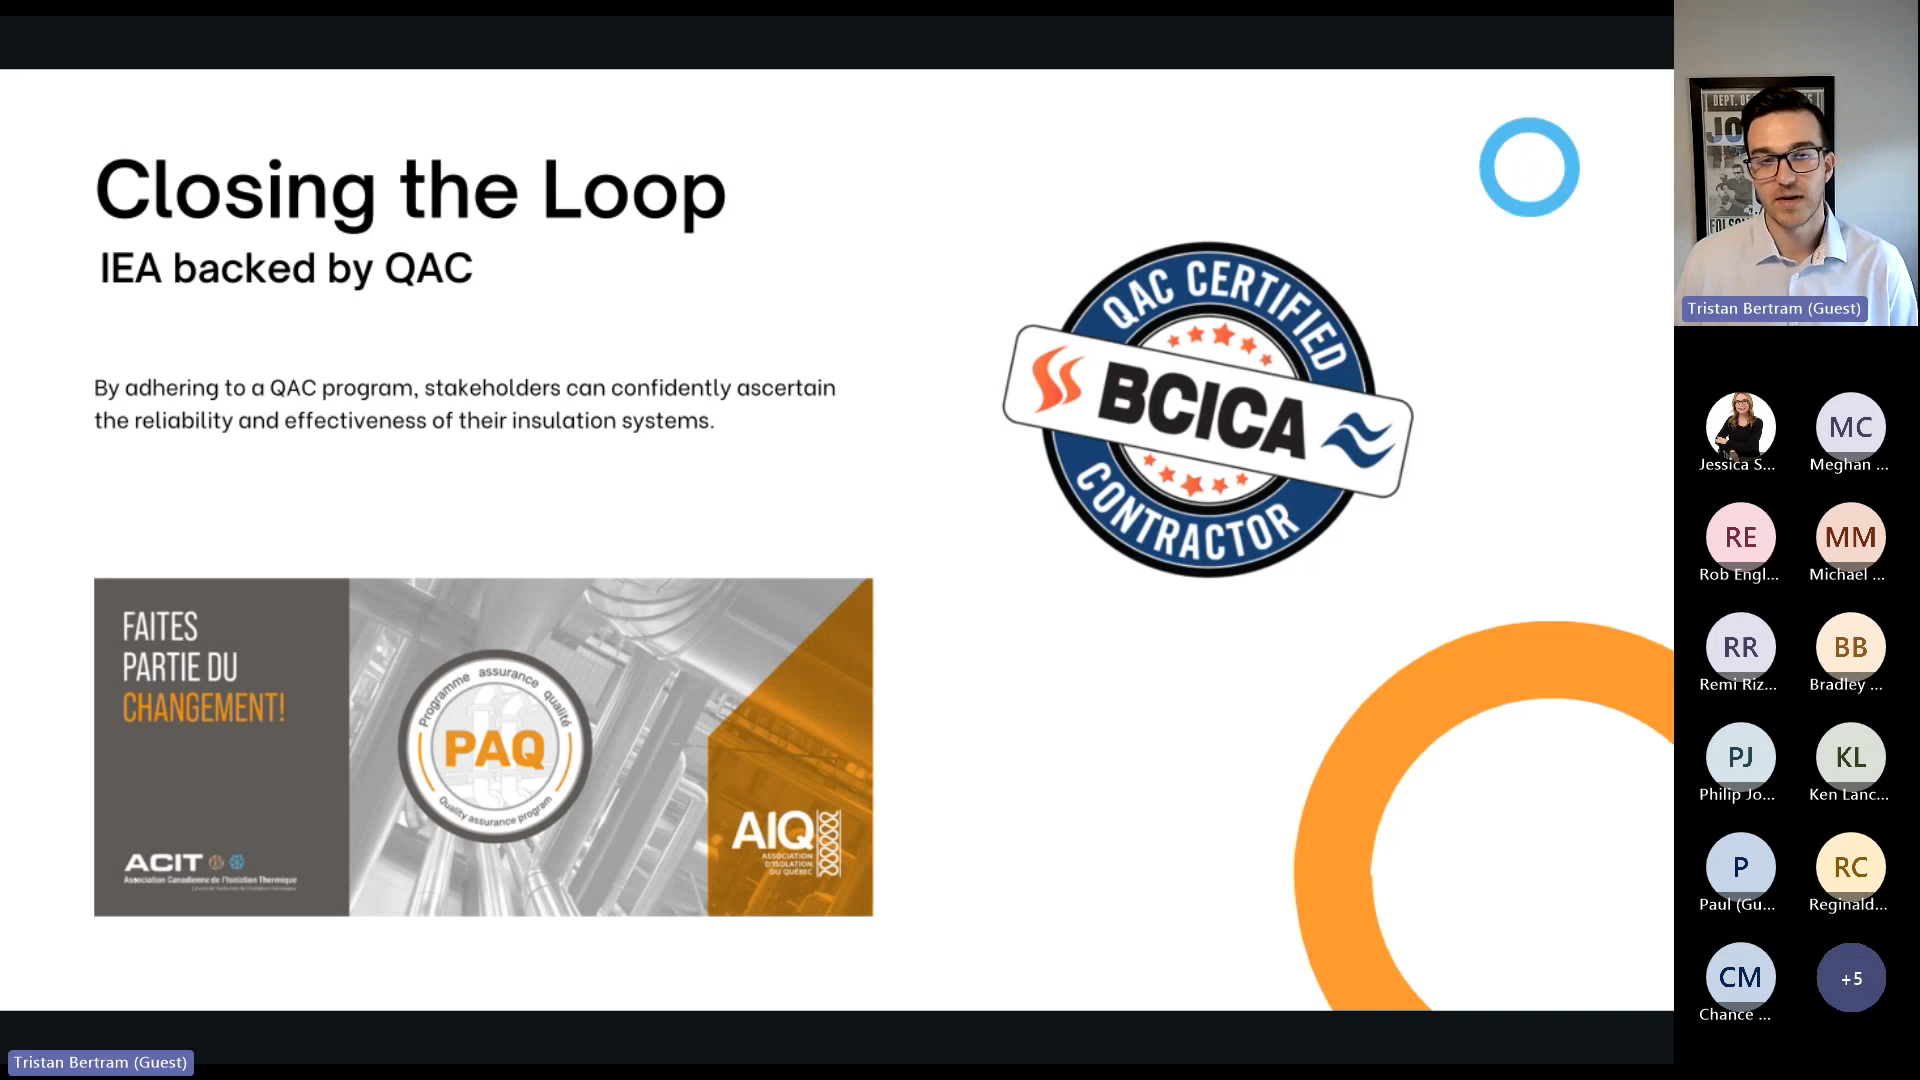 Closing the Loop
IEA backed by QAC
By adhering to a QAC program, stakeholders can confidently ascertain
the reliability and effectiveness of their insulation systems.
QAC CERTIFIED
BCICA
CONTRACTOR
FAITES
PARTIE DU
CHANGEMENT!
Programme assurance qualité
PAQ
Quality assurance program
ACIT
Association Canadienne de l'Isolation Thermique
AIQ
ASSOCIATION
D'ISOLATION
DU QUÉBEC
DEPT. OF
JO
FOLSO
Tristan Bertram (Guest)
Jessica S...
MC
Meghan ...
RE
Rob Engl...
MM
Michael ...
RR
Remi Riz...
BB
Bradley ...
PJ
Philip Jo...
KL
Ken Lanc...
P
Paul (Gu...
RC
Reginald...
CM
Chance ...
+5
Tristan Bertram (Guest)